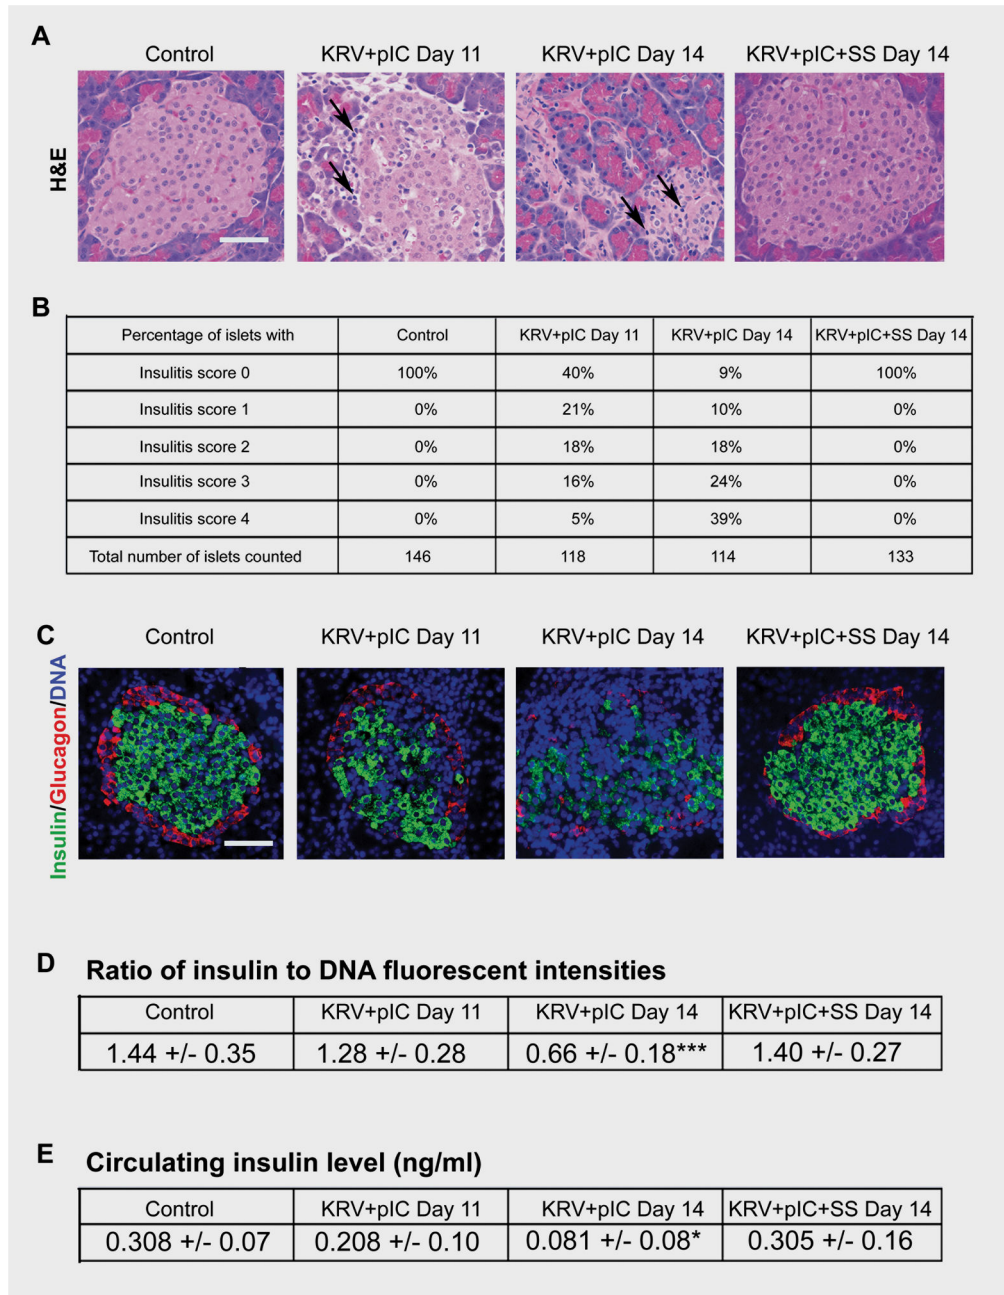 A
Control KRV+pIC Day 11 KRV+pIC Day 14 KRV+pIC+SS Day 14
H&E
B
Percentage of islets with Control KRV+pIC Day 11 KRV+pIC Day 14 KRV+pIC+SS Day 14
Insulitis score 0 100% 40% 9% 100%
Insulitis score 1 0% 21% 10% 0%
Insulitis score 2 0% 18% 18% 0%
Insulitis score 3 0% 16% 24% 0%
Insulitis score 4 0% 5% 39% 0%
Total number of islets counted 146 118 114 133
C
Control KRV+pIC Day 11 KRV+pIC Day 14 KRV+pIC+SS Day 14
Insulin/Glucagon/DNA
D Ratio of insulin to DNA fluorescent intensities
Control KRV+pIC Day 11 KRV+pIC Day 14 KRV+pIC+SS Day 14
1.44 +/- 0.35 1.28 +/- 0.28 0.66 +/- 0.18*** 1.40 +/- 0.27
E Circulating insulin level (ng/ml)
Control KRV+pIC Day 11 KRV+pIC Day 14 KRV+pIC+SS Day 14
0.308 +/- 0.07 0.208 +/- 0.10 0.081 +/- 0.08* 0.305 +/- 0.16